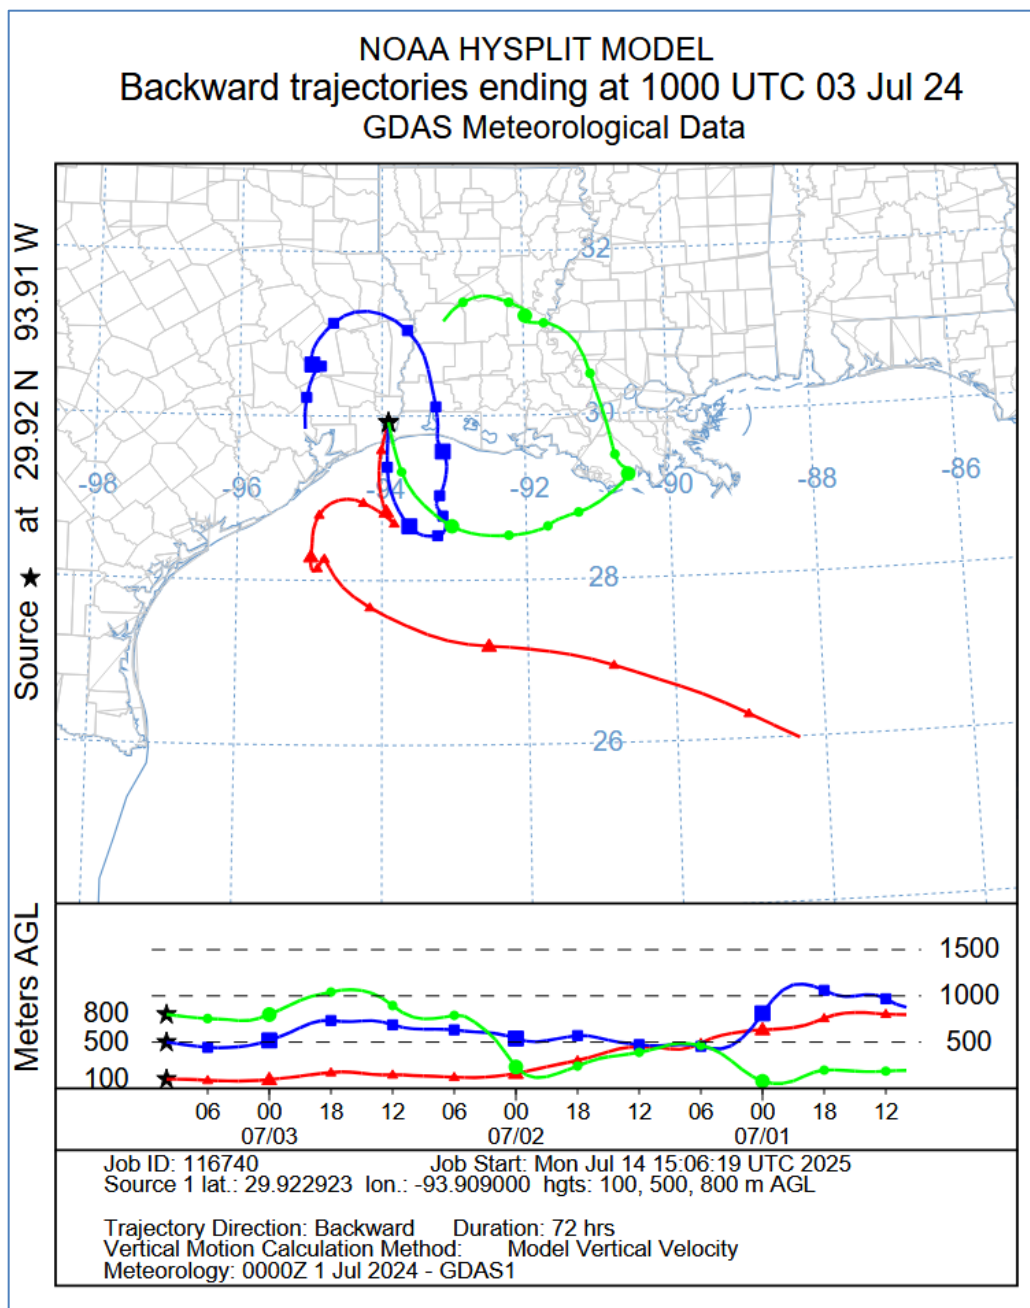 NOAA HYSPLIT MODEL
Backward trajectories ending at 1000 UTC 03 Jul 24
GDAS Meteorological Data
Source ★ at 29.92 N 93.91 W
32
30
-98
-96
-94
-92
-90
-88
-86
28
26
Meters AGL
1500
1000
800
500
500
100
06 00 18 12 06 00 18 12 06 00 18 12
07/03 07/02 07/01
Job ID: 116740 Job Start: Mon Jul 14 15:06:19 UTC 2025
Source 1 lat.: 29.922923 lon.: -93.909000 hgts: 100, 500, 800 m AGL
Trajectory Direction: Backward Duration: 72 hrs
Vertical Motion Calculation Method: Model Vertical Velocity
Meteorology: 0000Z 1 Jul 2024 - GDAS1